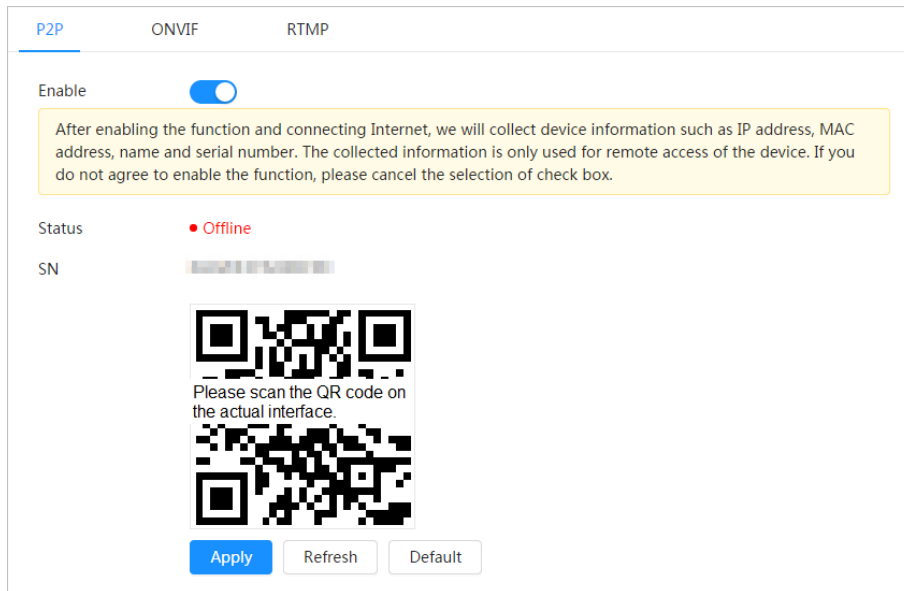 P2P ONVIF RTMP
Enable
After enabling the function and connecting Internet, we will collect device information such as IP address, MAC
address, name and serial number. The collected information is only used for remote access of the device. If you
do not agree to enable the function, please cancel the selection of check box.
Status Offline
SN
Please scan the QR code on
the actual interface.
Apply Refresh Default